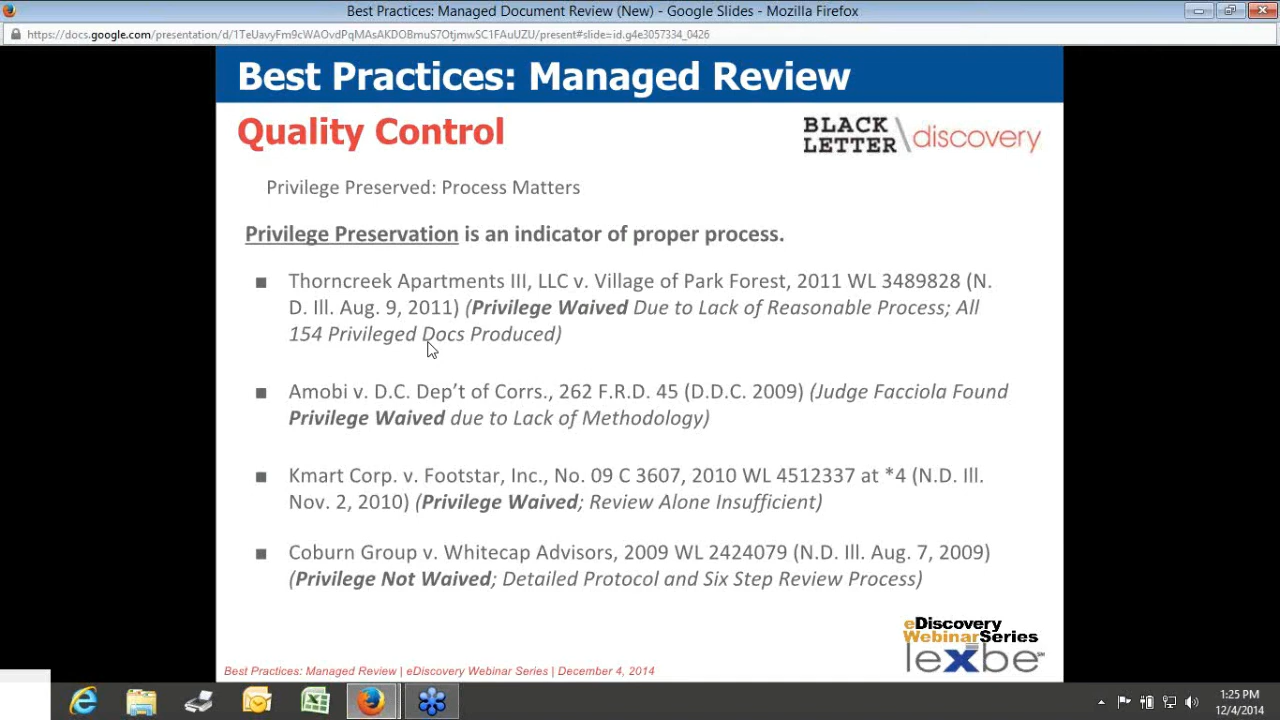 Best Practices: Managed Document Review (New) - Google Slides - Mozilla Firefox
https://docs.google.com/presentation/d/1TeUavyFm9cWAOvdPqMAsAKDOBmuS7OtjmwSC1FAuUZU/present#slide=id.g4e3057334_0426
Best Practices: Managed Review
Quality Control
BLACK
LETTER
discovery
Privilege Preserved: Process Matters
Privilege Preservation is an indicator of proper process.
■ Thorncreek Apartments III, LLC v. Village of Park Forest, 2011 WL 3489828 (N.
D. Ill. Aug. 9, 2011) (Privilege Waived Due to Lack of Reasonable Process; All
154 Privileged Docs Produced)
■ Amobi v. D.C. Dep't of Corrs., 262 F.R.D. 45 (D.D.C. 2009) (Judge Facciola Found
Privilege Waived due to Lack of Methodology)
■ Kmart Corp. v. Footstar, Inc., No. 09 C 3607, 2010 WL 4512337 at *4 (N.D. Ill.
Nov. 2, 2010) (Privilege Waived; Review Alone Insufficient)
■ Coburn Group v. Whitecap Advisors, 2009 WL 2424079 (N.D. Ill. Aug. 7, 2009)
(Privilege Not Waived; Detailed Protocol and Six Step Review Process)
eDiscovery
WebinarSeries
lexbe
Best Practices: Managed Review | eDiscovery Webinar Series | December 4, 2014
1:25 PM
12/4/2014